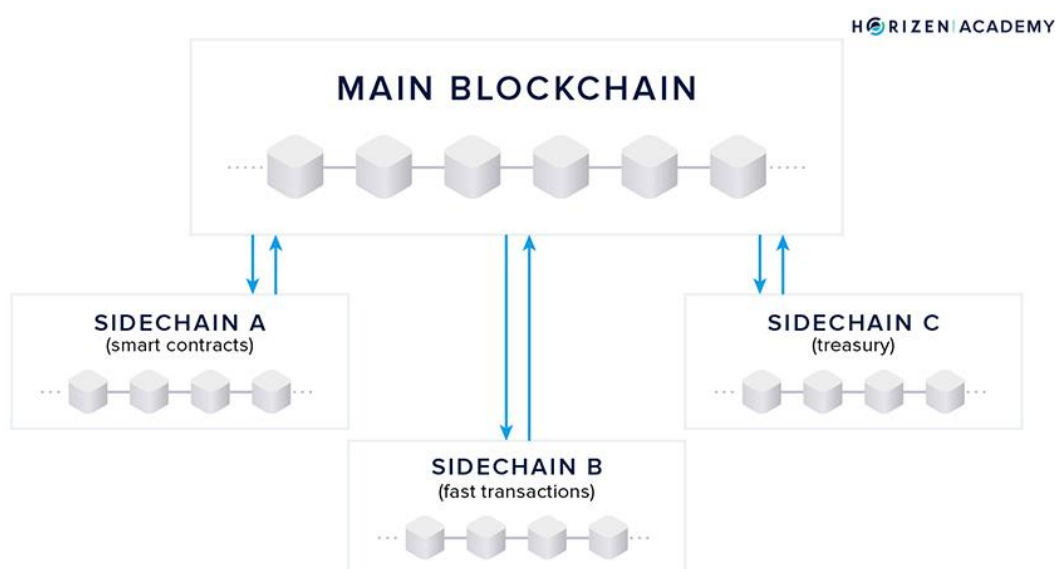 HORIZEN|ACADEMY
MAIN BLOCKCHAIN
SIDECHAIN A
(smart contracts)
SIDECHAIN C
(treasury)
SIDECHAIN B
(fast transactions)